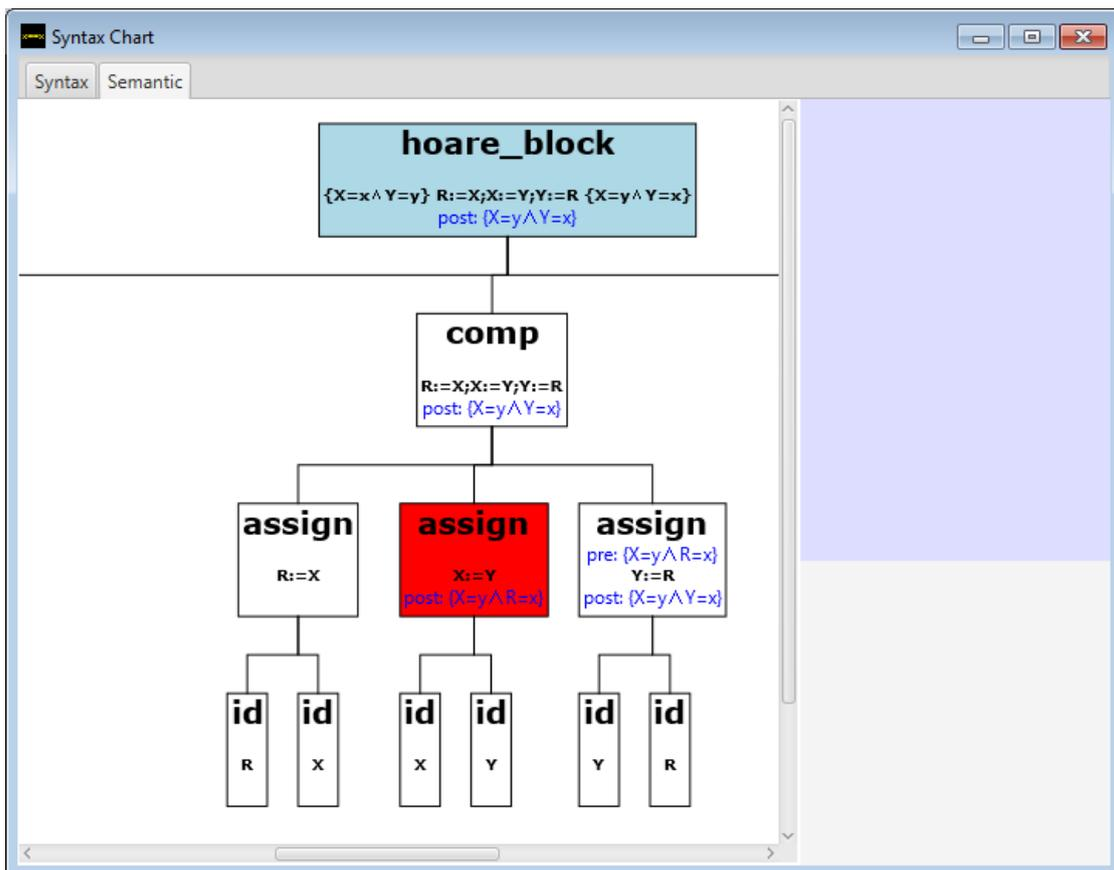 Syntax Chart
Syntax Semantic
hoare_block
{X=x∧Y=y} R:=X;X:=Y;Y:=R {X=y∧Y=x}
post: {X=y∧Y=x}
comp
R:=X;X:=Y;Y:=R
post: {X=y∧Y=x}
assign
R:=X
assign
X:=Y
post: {X=y∧R=x}
assign
pre: {X=y∧R=x}
Y:=R
post: {X=y∧Y=x}
id
R
id
X
id
X
id
Y
id
Y
id
R